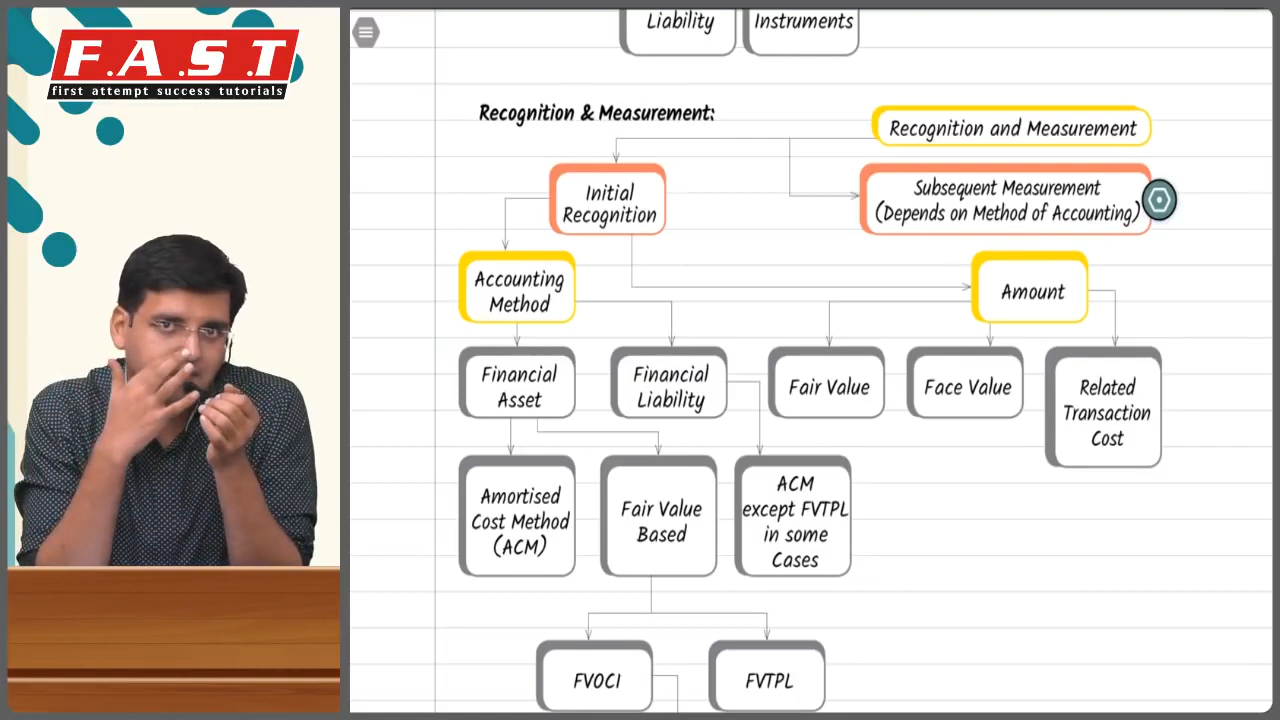 F.A.S.T
first attempt success tutorials
Liability
Instruments
Recognition & Measurement:
Recognition and Measurement
Initial
Recognition
Subsequent Measurement
(Depends on Method of Accounting)
Accounting
Method
Amount
Financial
Asset
Financial
Liability
Fair Value
Face Value
Related
Transaction
Cost
Amortised
Cost Method
(ACM)
Fair Value
Based
ACM
except FVTPL
in some
Cases
FVOCI
FVTPL